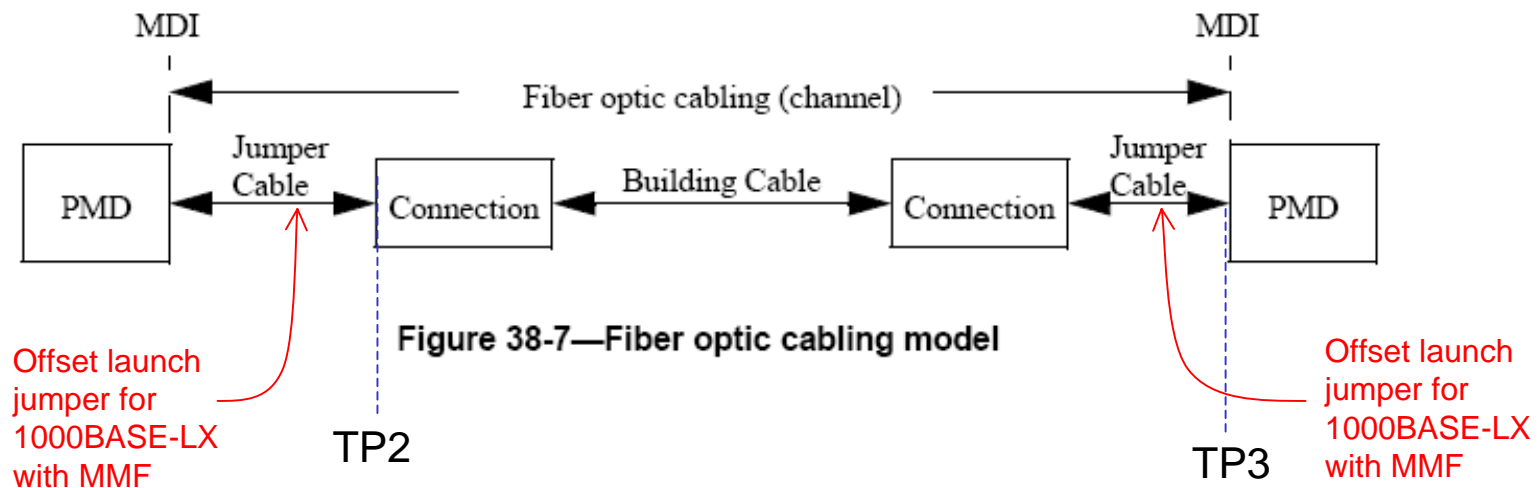 MDI
MDI
Fiber optic cabling (channel)
PMD
Jumper
Cable
Connection
Building Cable
Connection
Jumper
Cable
PMD
Figure 38-7—Fiber optic cabling model
Offset launch
jumper for
1000BASE-LX
with MMF
TP2
TP3
Offset launch
jumper for
1000BASE-LX
with MMF